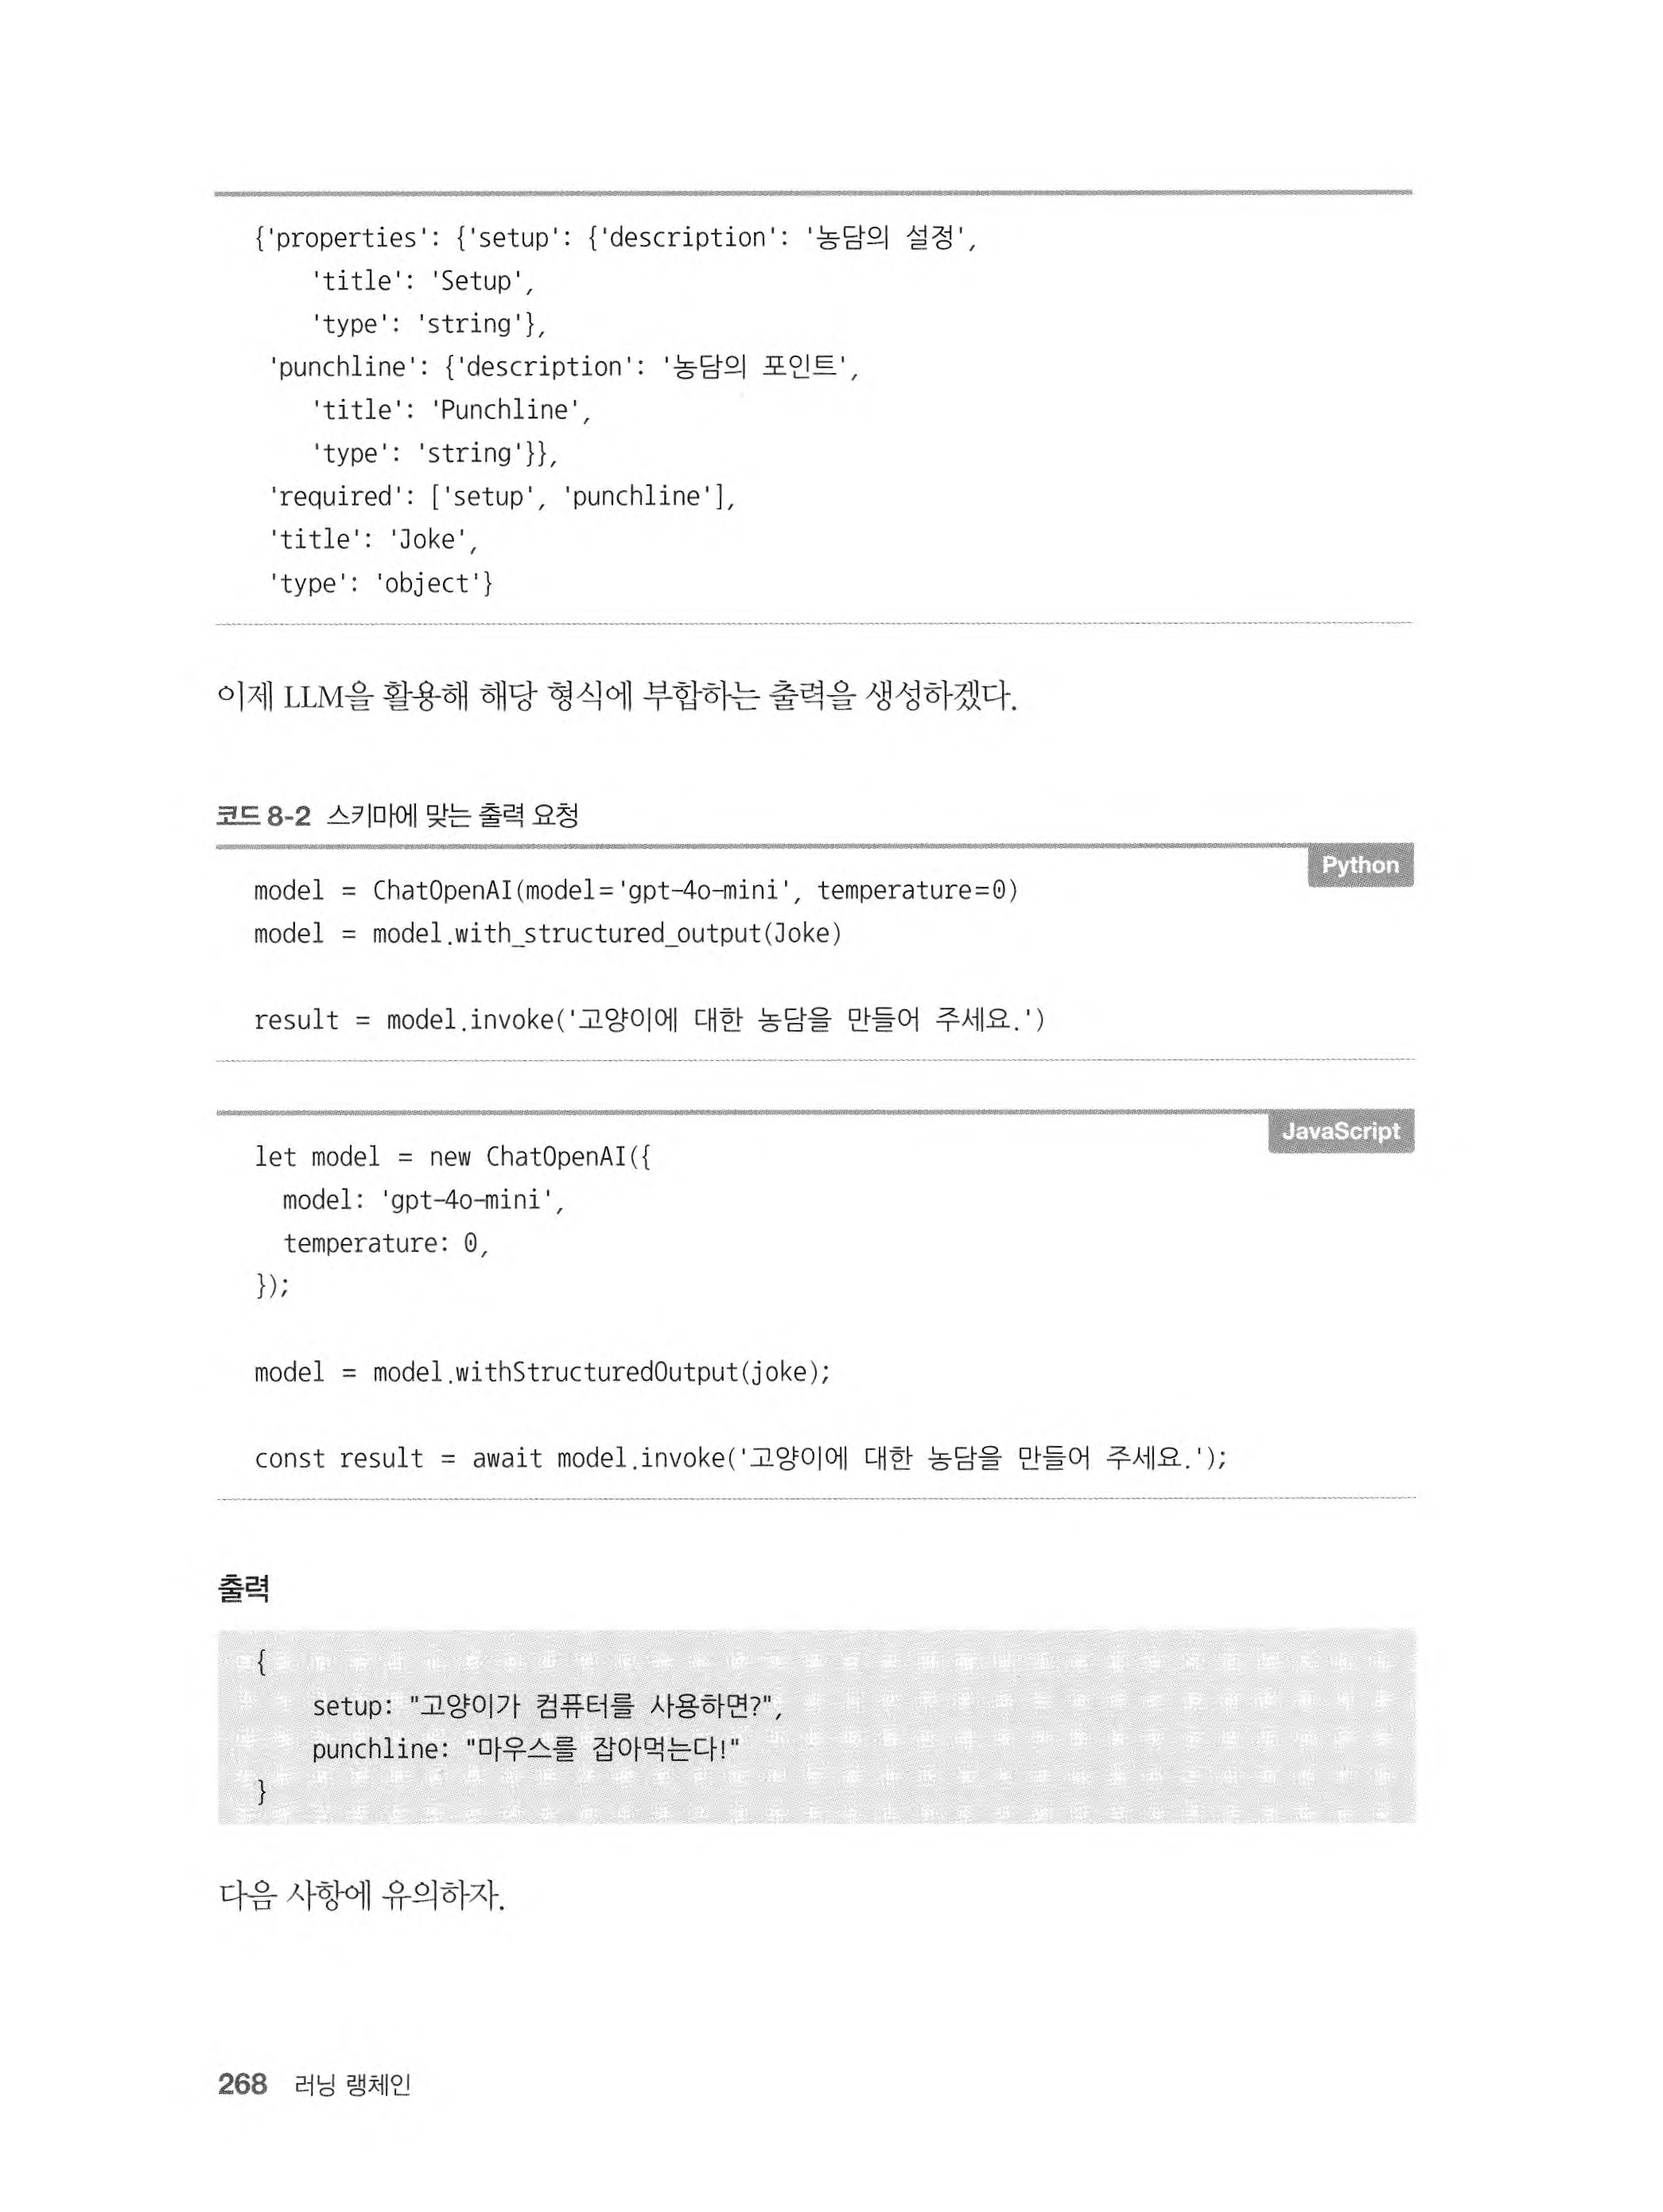 {'properties': {'setup': {'description': '농담의 설정',
    'title': 'Setup',
    'type': 'string'},
 'punchline': {'description': '농담의 포인트',
    'title': 'Punchline',
    'type': 'string'}},
 'required': ['setup', 'punchline'],
 'title': 'Joke',
 'type': 'object'}
이제 LLM을 활용해 해당 형식에 부합하는 출력을 생성하겠다.
코드 8-2 스키마에 맞는 출력 요청
Python
model = ChatOpenAI(model='gpt-4o-mini', temperature=0)
model = model.with_structured_output(Joke)
result = model.invoke('고양이에 대한 농담을 만들어 주세요.')
JavaScript
let model = new ChatOpenAI({
  model: 'gpt-4o-mini',
  temperature: 0,
});
model = model.withStructuredOutput(joke);
const result = await model.invoke('고양이에 대한 농담을 만들어 주세요.');
출력
{
    setup: "고양이가 컴퓨터를 사용하면?",
    punchline: "마우스를 잡아먹는다!"
}
다음 사항에 유의하자.
268 러닝 랭체인